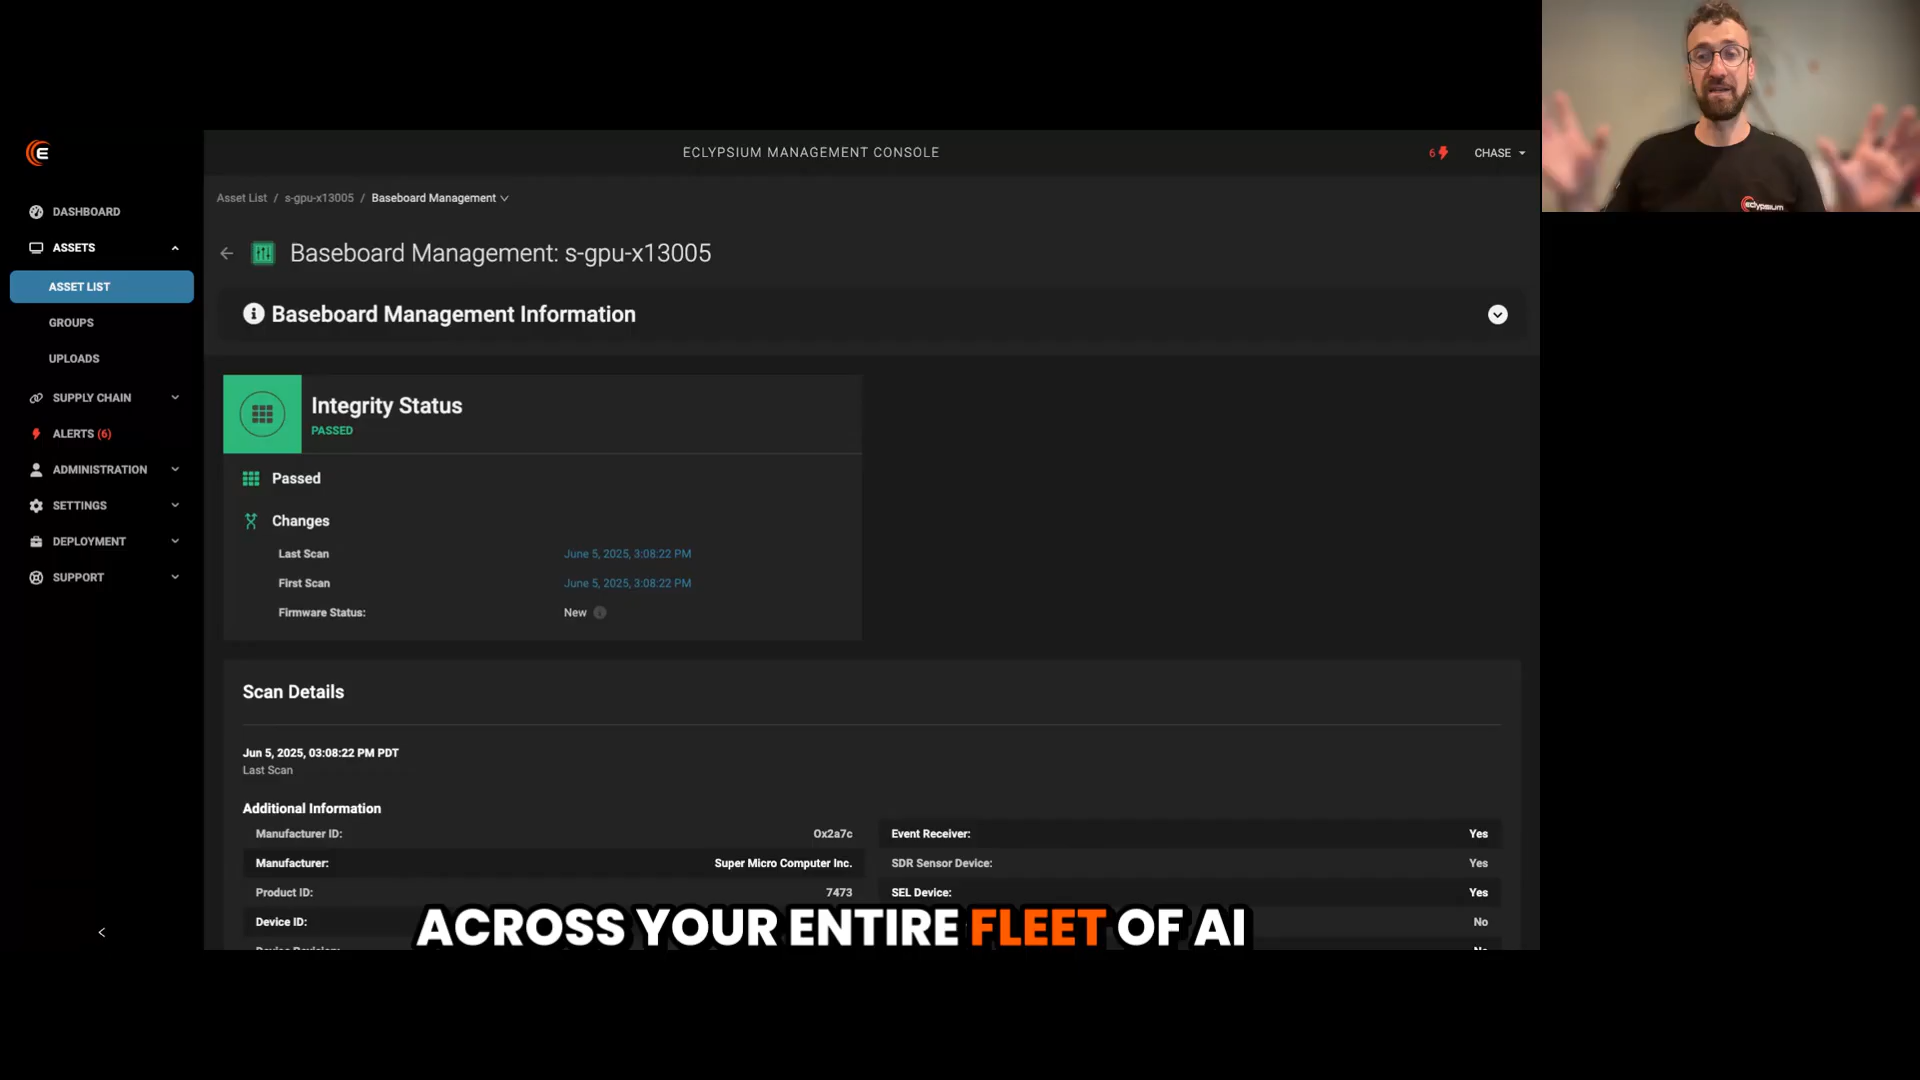 ECLYPSIUM MANAGEMENT CONSOLE
6
CHASE
eclypsium
E
DASHBOARD
ASSETS
ASSET LIST
GROUPS
UPLOADS
SUPPLY CHAIN
ALERTS (6)
ADMINISTRATION
SETTINGS
DEPLOYMENT
SUPPORT
Asset List / s-gpu-x13005 / Baseboard Management
Baseboard Management: s-gpu-x13005
Baseboard Management Information
Integrity Status
PASSED
Passed
Changes
Last Scan June 5, 2025, 3:08:22 PM
First Scan June 5, 2025, 3:08:22 PM
Firmware Status: New
Scan Details
Jun 5, 2025, 03:08:22 PM PDT
Last Scan
Additional Information
Manufacturer ID: 0x2a7c
Manufacturer: Super Micro Computer Inc.
Product ID: 7473
Device ID:
Event Receiver: Yes
SDR Sensor Device: Yes
SEL Device: Yes
No
ACROSS YOUR ENTIRE FLEET OF AI